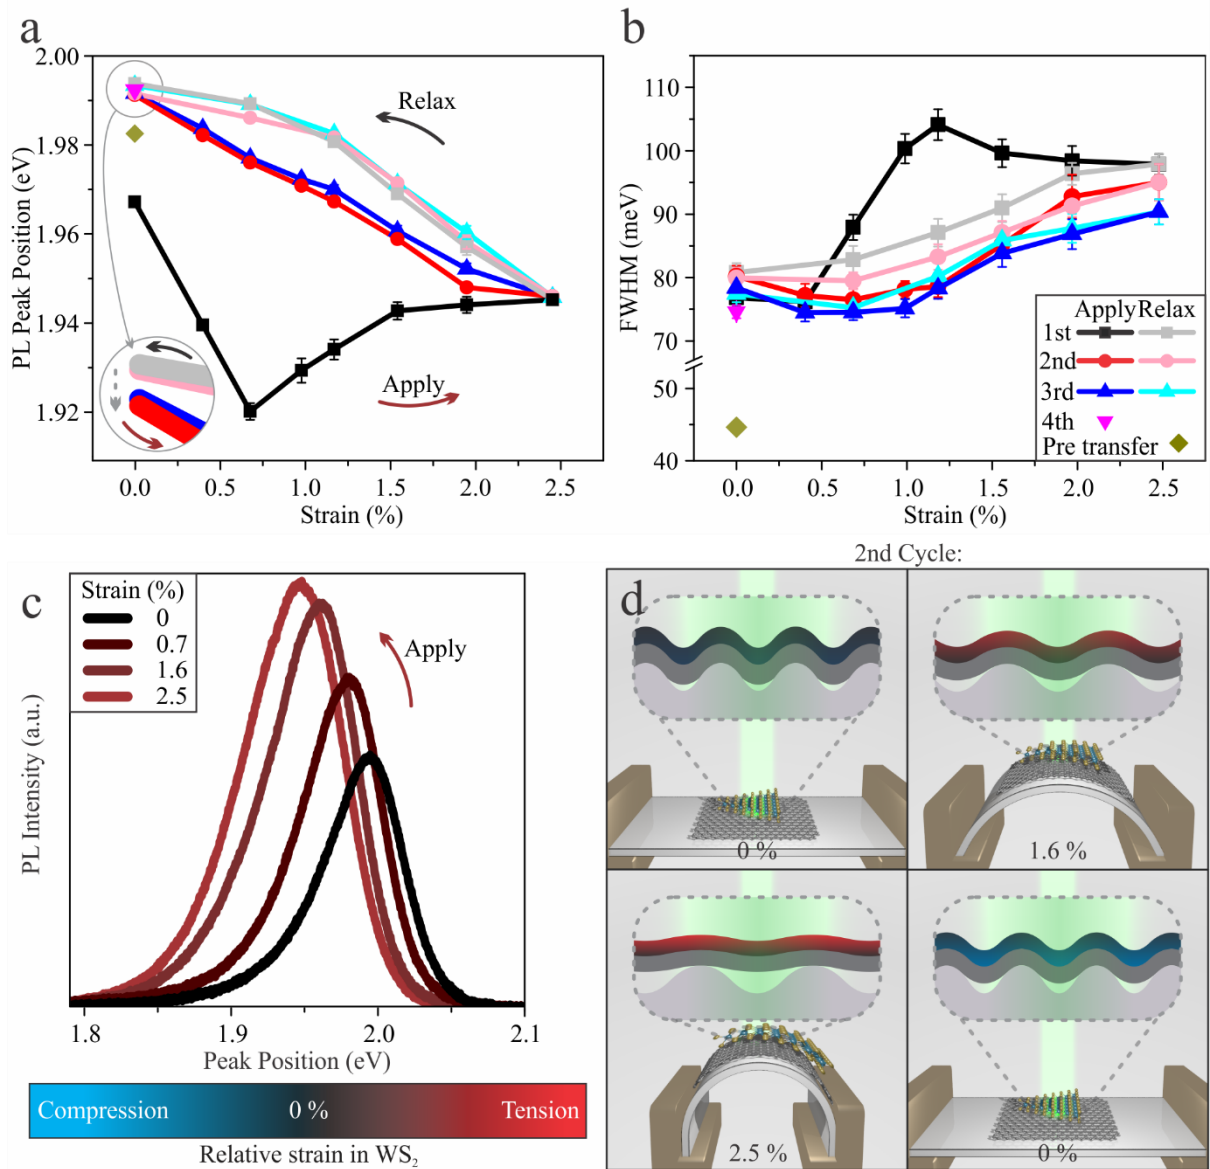 a
2.00
1.98
1.96
1.94
1.92
PL Peak Position (eV)
Relax
Apply
0.0 0.5 1.0 1.5 2.0 2.5
Strain (%)
b
110
100
90
80
70
45
40
FWHM (meV)
Apply Relax
1st
2nd
3rd
4th
Pre transfer
0.0 0.5 1.0 1.5 2.0 2.5
Strain (%)
c
Strain (%)
0
0.7
1.6
2.5
Apply
PL Intensity (a.u.)
1.8 1.9 2.0 2.1
Peak Position (eV)
Compression 0 % Tension
Relative strain in WS₂
2nd Cycle:
d
0 %
1.6 %
2.5 %
0 %